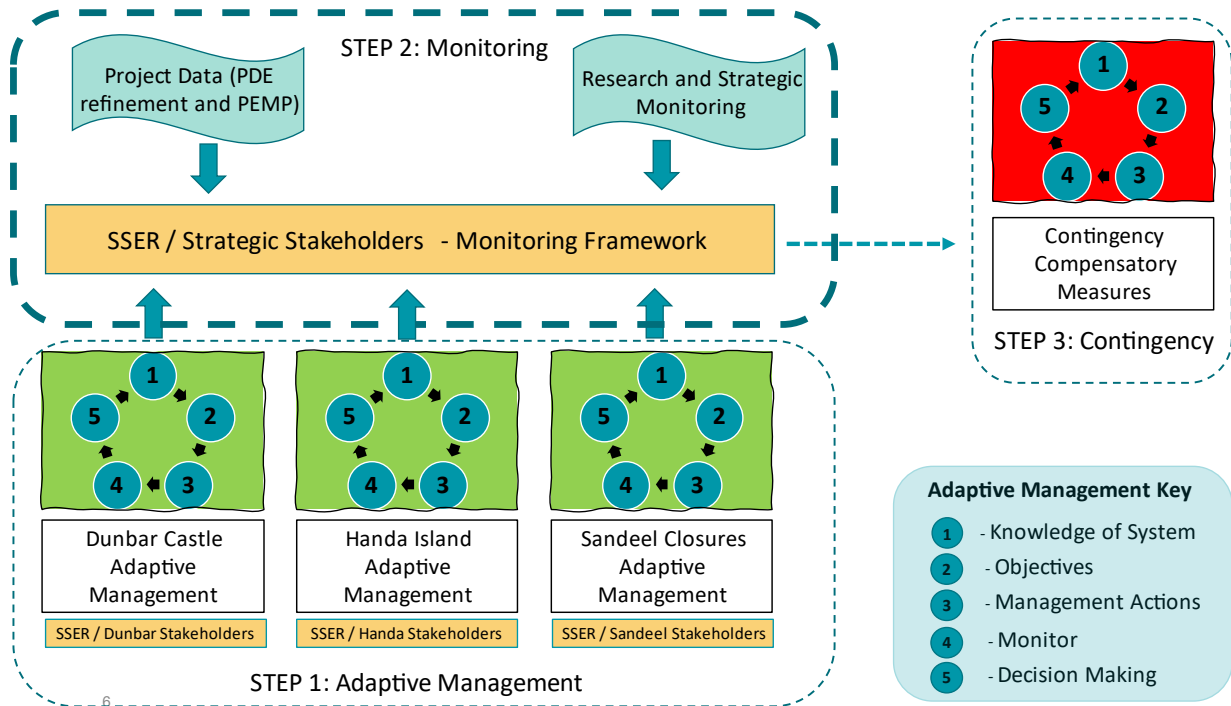 STEP 2: Monitoring
Project Data (PDE
refinement and PEMP)
Research and Strategic
Monitoring
SSER / Strategic Stakeholders - Monitoring Framework
1
2
3
4
5
Contingency
Compensatory
Measures
STEP 3: Contingency
1
2
3
4
5
Dunbar Castle
Adaptive
Management
SSER / Dunbar Stakeholders
1
2
3
4
5
Handa Island
Adaptive
Management
SSER / Handa Stakeholders
1
2
3
4
5
Sandeel Closures
Adaptive
Management
SSER / Sandeel Stakeholders
STEP 1: Adaptive Management
6
Adaptive Management Key
1 - Knowledge of System
2 - Objectives
3 - Management Actions
4 - Monitor
5 - Decision Making